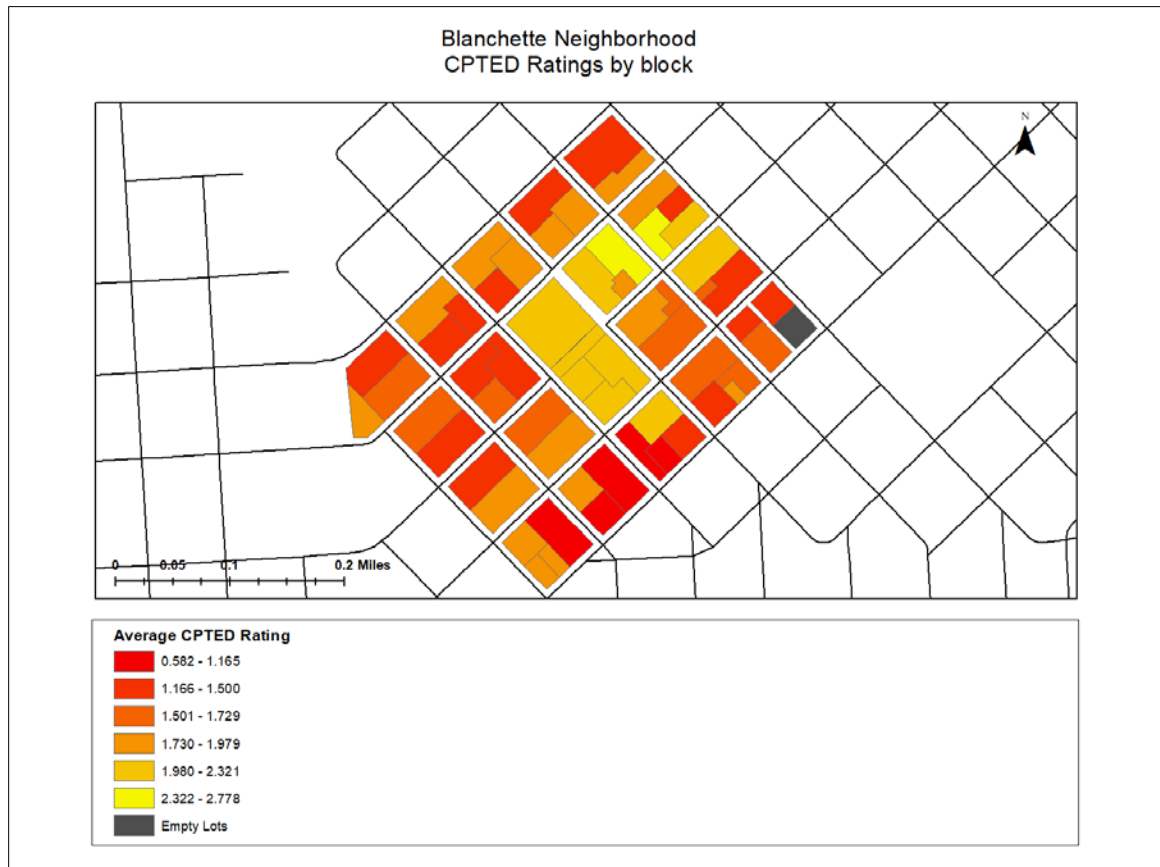 Blanchette Neighborhood
CPTED Ratings by block
N
0 0.05 0.1 0.2 Miles
Average CPTED Rating
0.582 - 1.165
1.166 - 1.500
1.501 - 1.729
1.730 - 1.979
1.980 - 2.321
2.322 - 2.778
Empty Lots